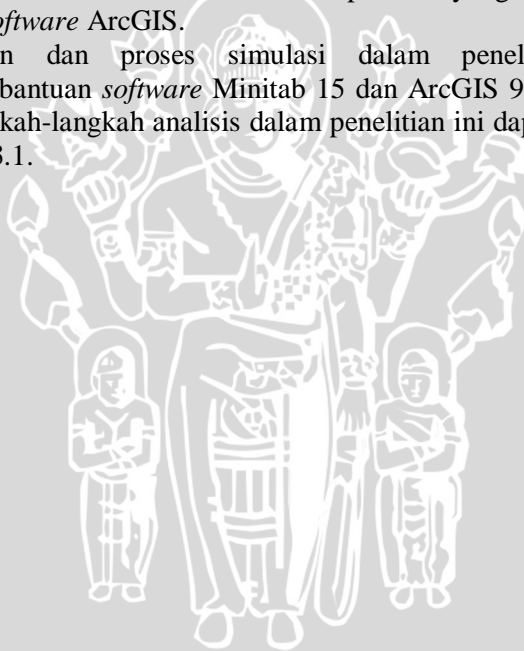 oftware ArcGIS.
n dan proses simulasi dalam penel
bantuan software Minitab 15 dan ArcGIS 9
kah-langkah analisis dalam penelitian ini dap
3.1.